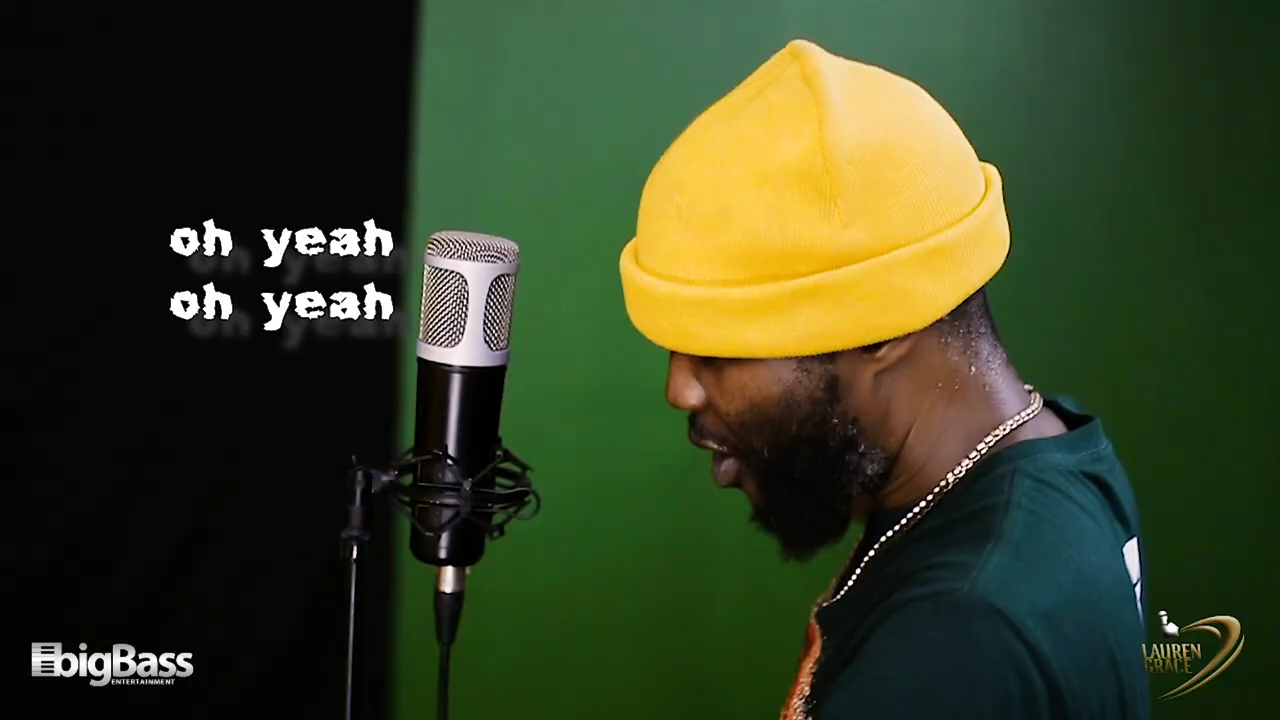 oh yeah
oh yeah
bigBass
ENTERTAINMENT
LAUREN
GRACE